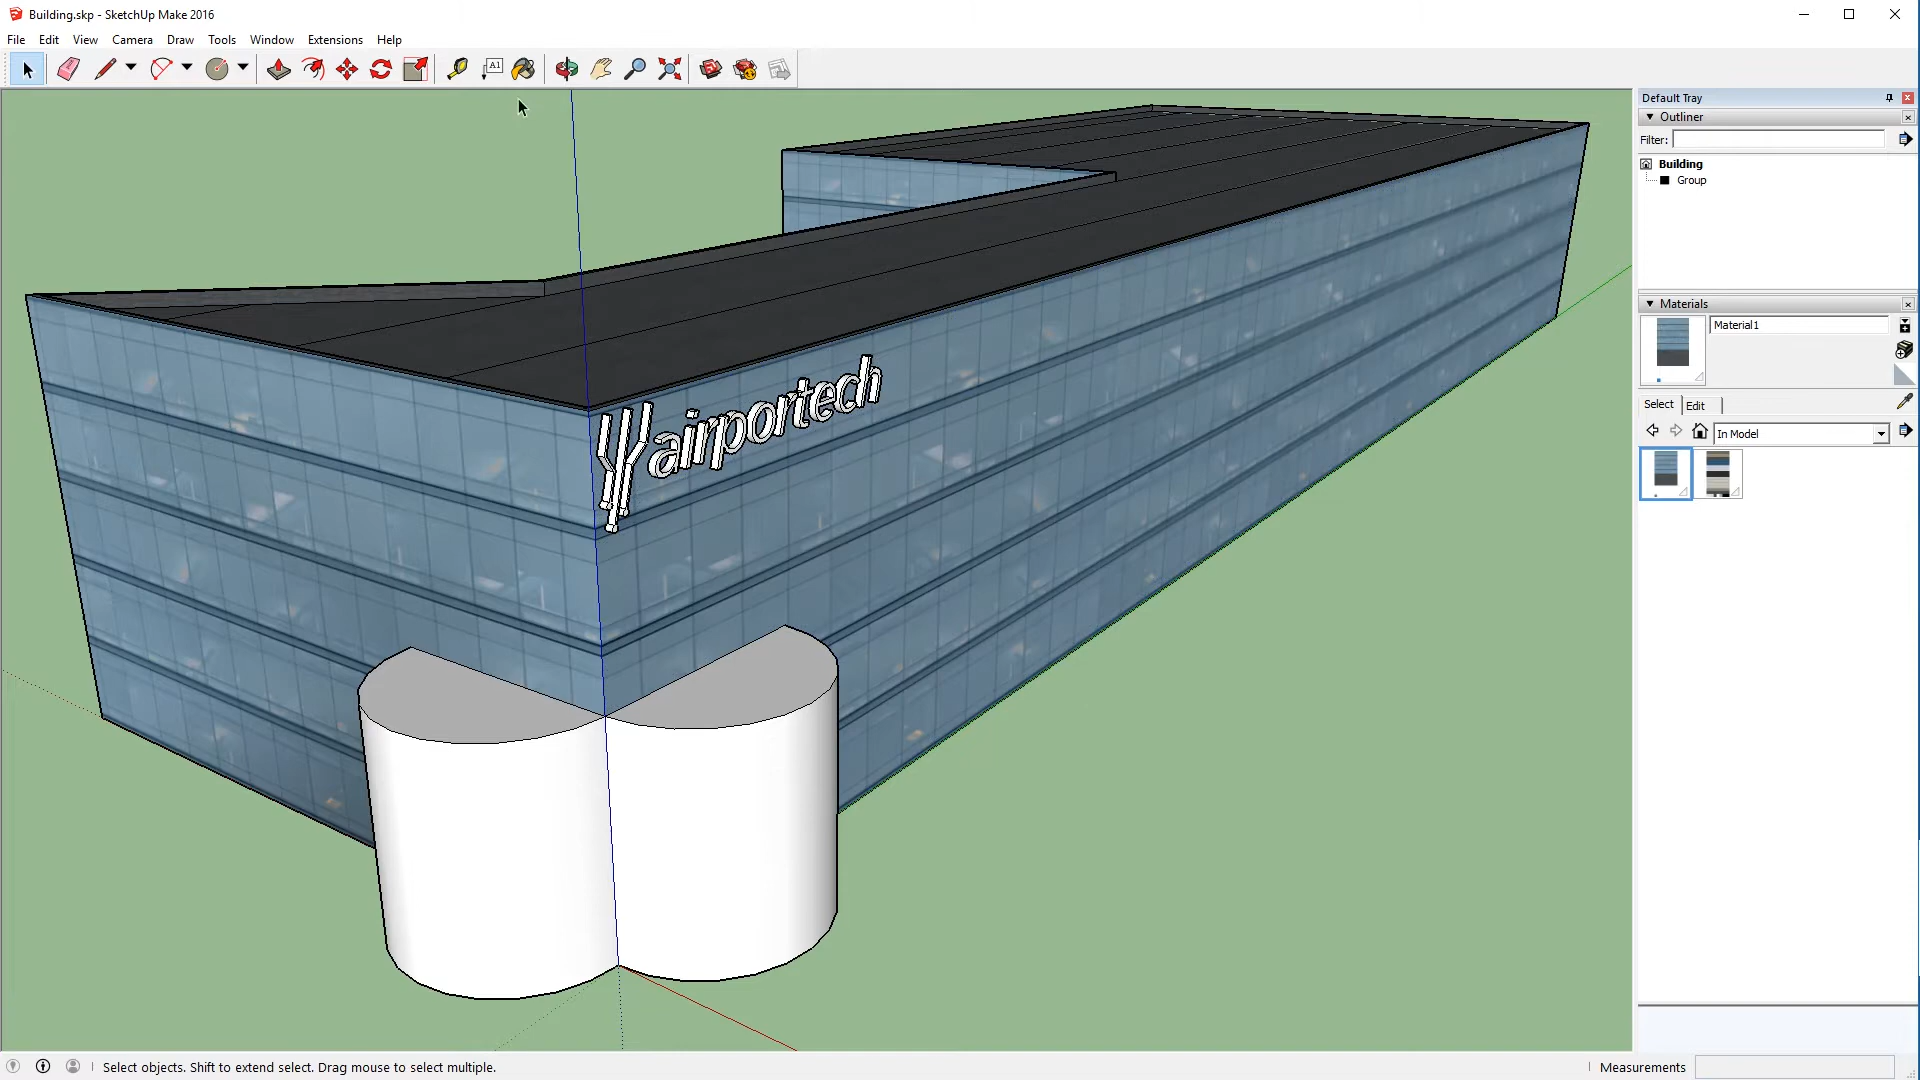 Building.skp - SketchUp Make 2016
File Edit View Camera Draw Tools Window Extensions Help
A1
Default Tray
Outliner
Filter:
Building
Group
Materials
Material1
Select Edit
In Model
airportech
Select objects. Shift to extend select. Drag mouse to select multiple.
Measurements